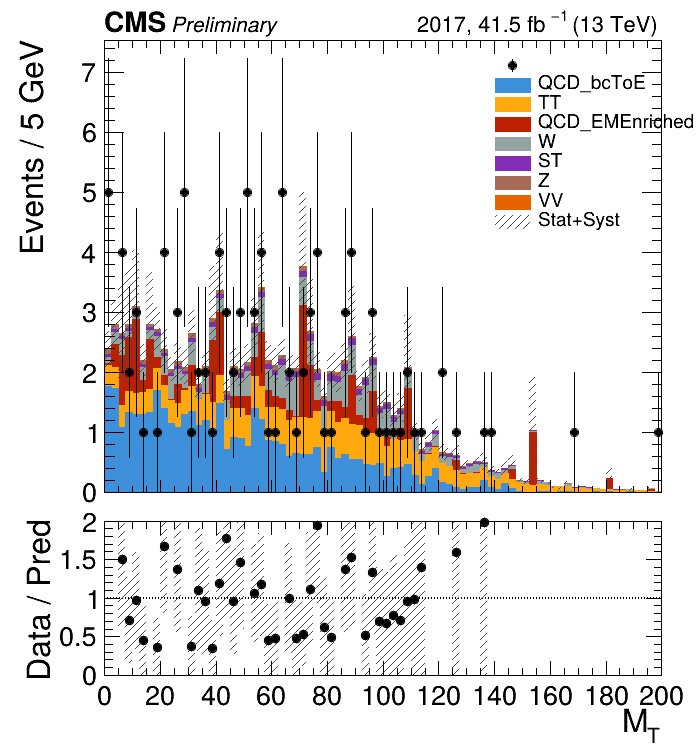 CMS Preliminary 2017, 41.5 fb⁻¹ (13 TeV)
Events / 5 GeV
7
6
5
4
3
2
1
0
QCD_bcToE
TT
QCD_EMEnriched
W
ST
Z
VV
Stat+Syst
Data / Pred
2
1.5
1
0.5
0
0 20 40 60 80 100 120 140 160 180 200
M_T